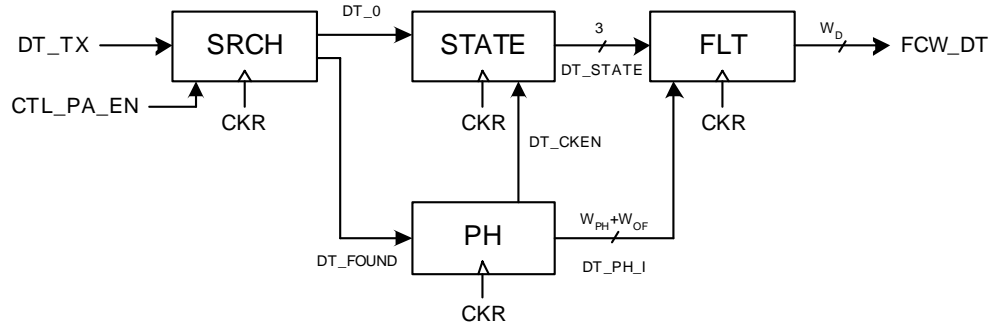 DT_0
3
W_D
DT_TX
SRCH
STATE
FLT
FCW_DT
DT_STATE
CTL_PA_EN
CKR
CKR
CKR
DT_CKEN
W_PH+W_OF
PH
DT_FOUND
DT_PH_I
CKR